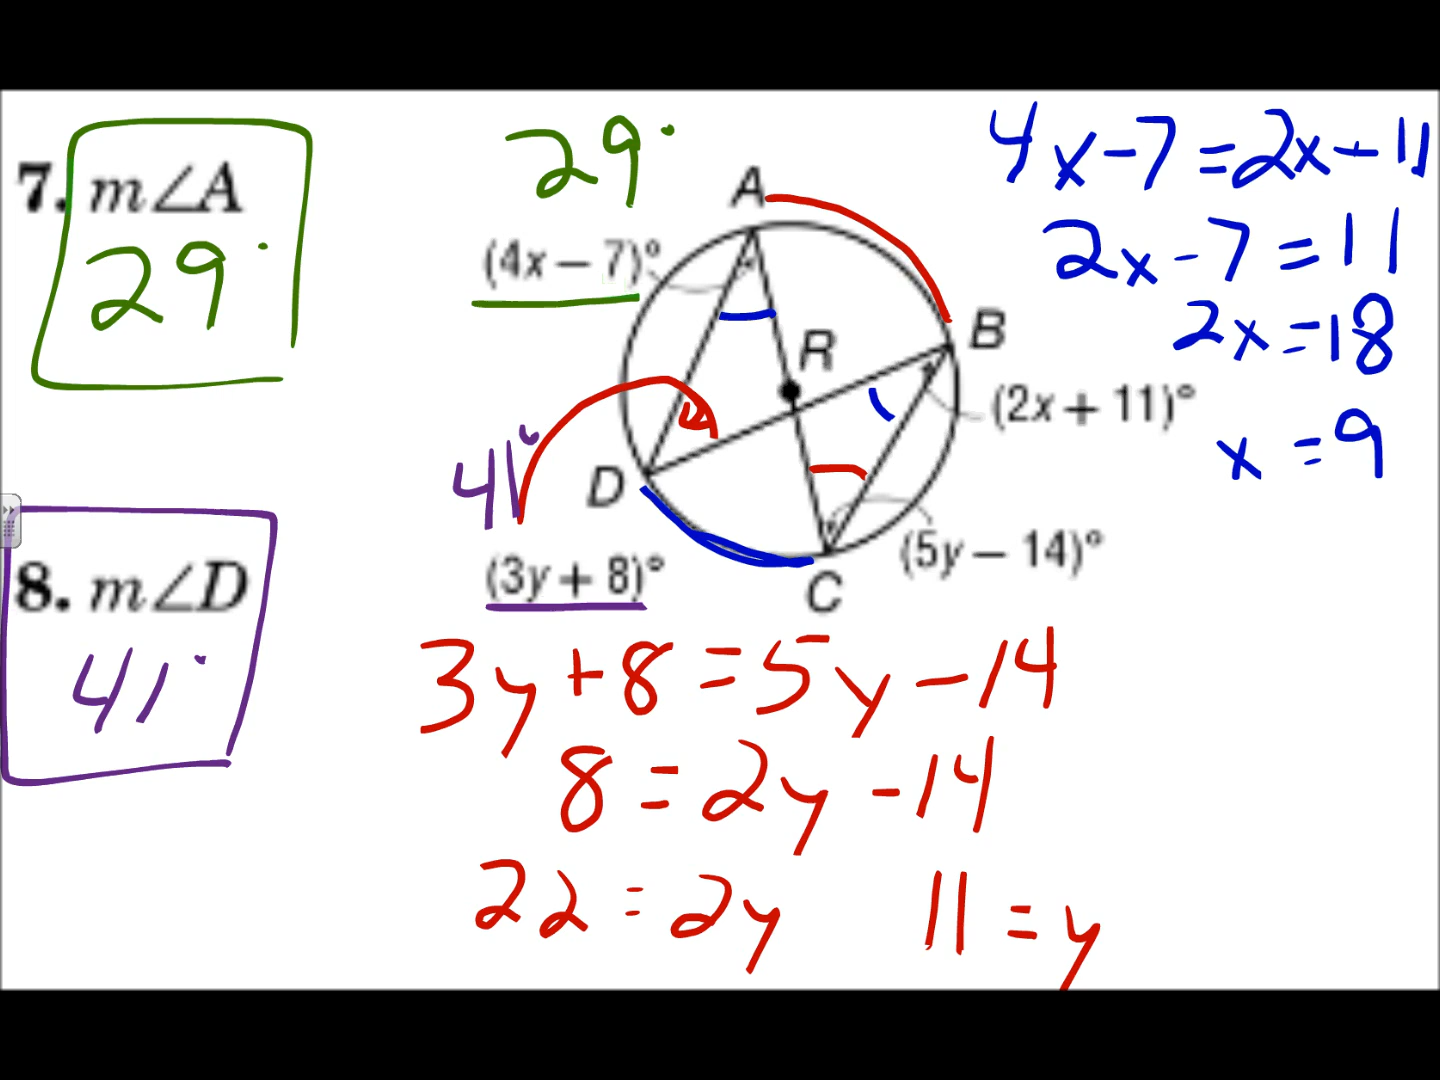 7. m∠A
29°
8. m∠D
41°
29°
A
(4x − 7)°
R
B
(2x + 11)°
41°
D
(3y + 8)°
C
(5y − 14)°
4x-7=2x+11
2x-7=11
2x=18
x=9
3y+8=5y-14
8=2y-14
22=2y
11=y